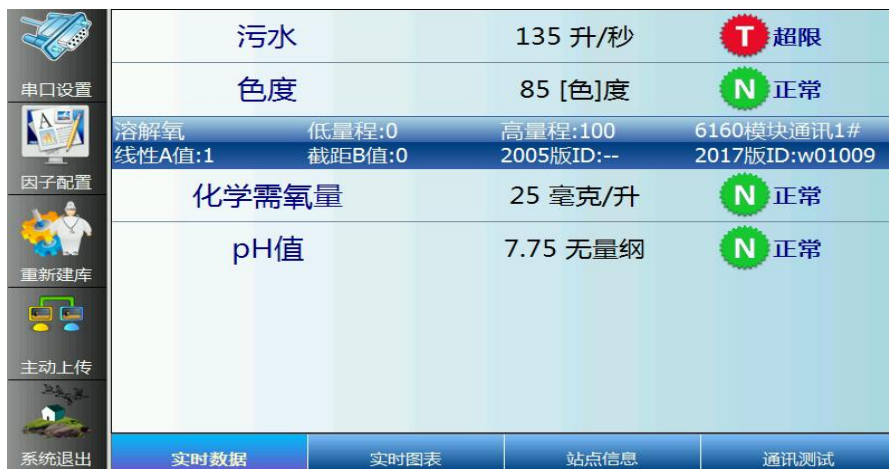 串口设置
因子配置
重新建库
主动上传
系统退出
污水 135 升/秒 T 超限
色度 85 [色]度 N 正常
溶解氧 低量程:0 高量程:100 6160模块通讯1#
线性A值:1 截距B值:0 2005版ID:-- 2017版ID:w01009
化学需氧量 25 毫克/升 N 正常
pH值 7.75 无量纲 N 正常
实时数据 实时图表 站点信息 通讯测试